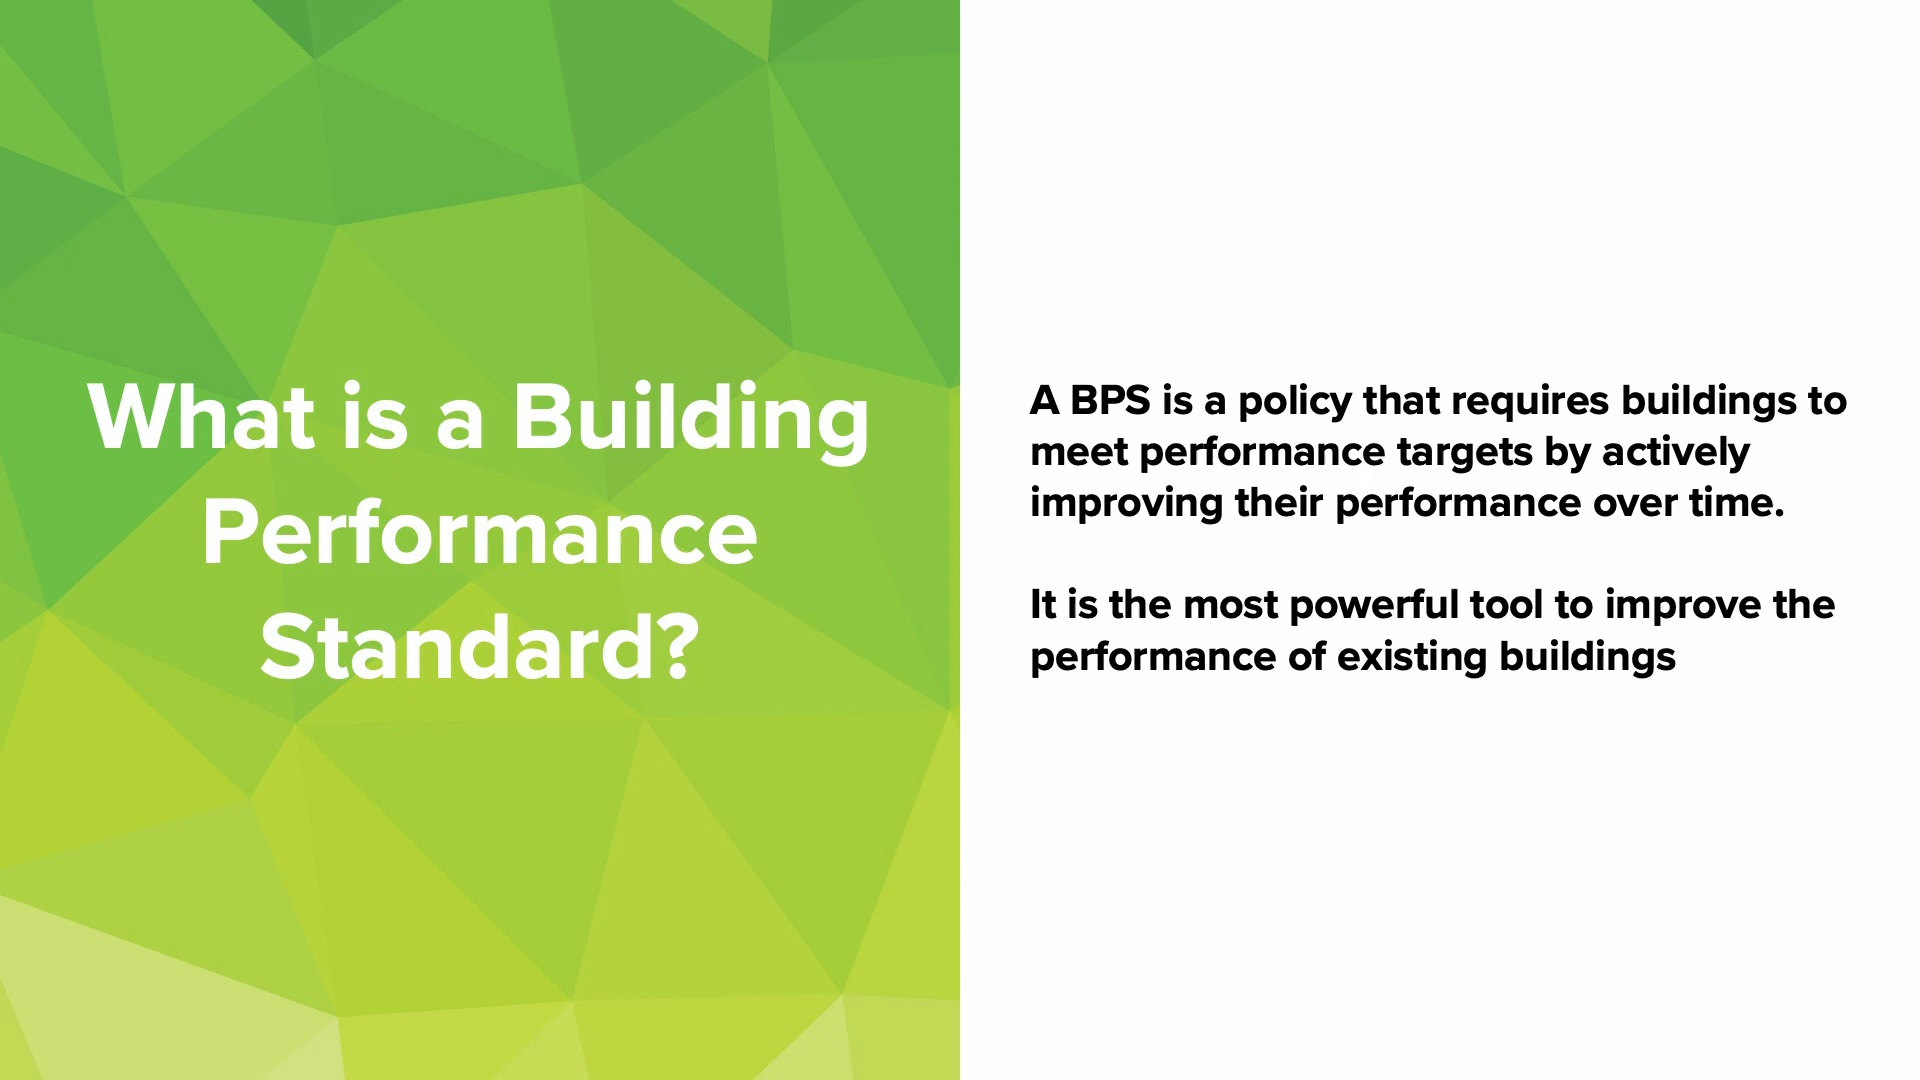 What is a Building
Performance
Standard?
A BPS is a policy that requires buildings to
meet performance targets by actively
improving their performance over time.
It is the most powerful tool to improve the
performance of existing buildings